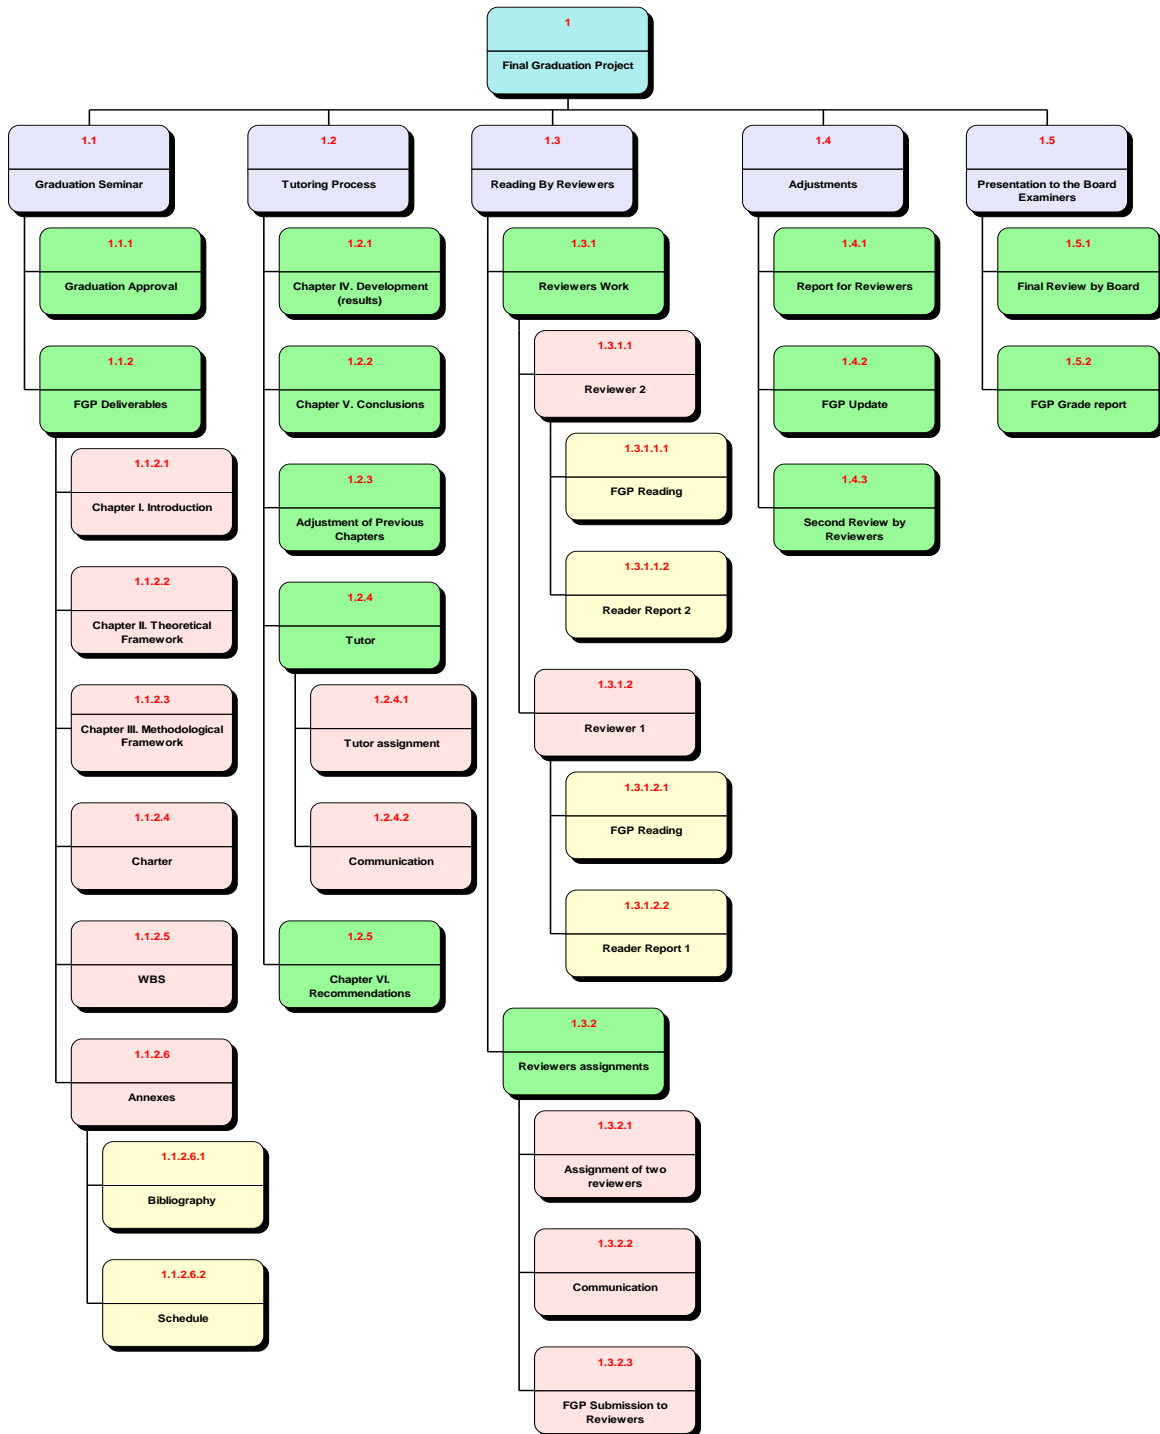 1
Final Graduation Project
1.1
Graduation Seminar
1.1.1
Graduation Approval
1.1.2
FGP Deliverables
1.1.2.1
Chapter I. Introduction
1.1.2.2
Chapter II. Theoretical
Framework
1.1.2.3
Chapter III. Methodological
Framework
1.1.2.4
Charter
1.1.2.5
WBS
1.1.2.6
Annexes
1.1.2.6.1
Bibliography
1.1.2.6.2
Schedule
1.2
Tutoring Process
1.2.1
Chapter IV. Development
(results)
1.2.2
Chapter V. Conclusions
1.2.3
Adjustment of Previous
Chapters
1.2.4
Tutor
1.2.4.1
Tutor assignment
1.2.4.2
Communication
1.2.5
Chapter VI.
Recommendations
1.3
Reading By Reviewers
1.3.1
Reviewers Work
1.3.1.1
Reviewer 2
1.3.1.1.1
FGP Reading
1.3.1.1.2
Reader Report 2
1.3.1.2
Reviewer 1
1.3.1.2.1
FGP Reading
1.3.1.2.2
Reader Report 1
1.3.2
Reviewers assignments
1.3.2.1
Assignment of two
reviewers
1.3.2.2
Communication
1.3.2.3
FGP Submission to
Reviewers
1.4
Adjustments
1.4.1
Report for Reviewers
1.4.2
FGP Update
1.4.3
Second Review by
Reviewers
1.5
Presentation to the Board
Examiners
1.5.1
Final Review by Board
1.5.2
FGP Grade report